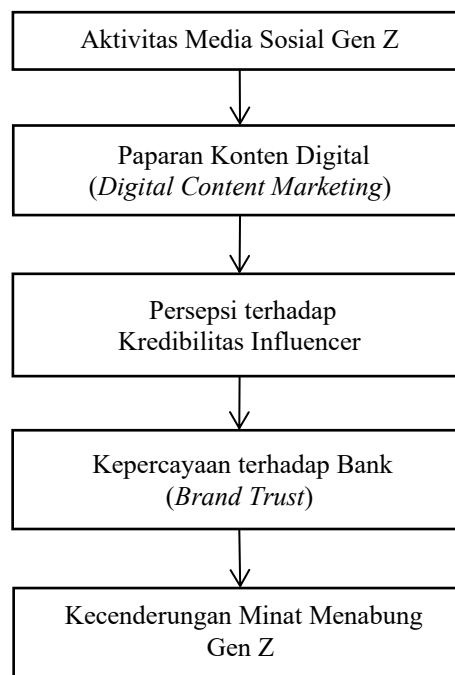 Aktivitas Media Sosial Gen Z
Paparan Konten Digital
(Digital Content Marketing)
Persepsi terhadap
Kredibilitas Influencer
Kepercayaan terhadap Bank
(Brand Trust)
Kecenderungan Minat Menabung
Gen Z